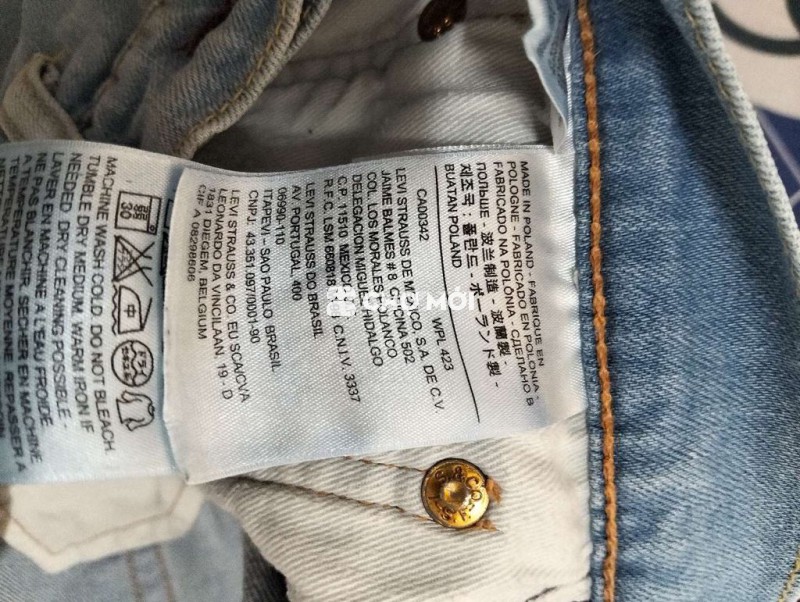 MADE IN POLAND - FABRIQUE EN
POLOGNE - FABRICADO EN POLONIA -
FABRICADO NA POLÔNIA - СДЕЛАНО В
ПОЛЬШЕ - 波兰制造 - 波蘭製 -
제조국 : 폴란드 - ポーランド製 -
BUATAN POLAND
CA00342 WPL 423
LEVI STRAUSS DE MEXICO, S.A. DE C.V.
JAIME BALMES # 8, OFICINA 502
COL. LOS MORALES POLANCO
DELEGACION MIGUEL HIDALGO
C.P. 11510 MEXICO
R.F.C. LSM C.N.I.V. 3337
LEVI STRAUSS DO BRASIL
AV. PORTUGAL, 400
06690-110
ITAPEVI - SAO PAULO BRASIL
CNPJ: 43.351.097/0001-90
LEVI STRAUSS & CO. EU SCA/CVA
LEONARDO DA VINCILAAN, 19 - D
1831 DIEGEM, BELGIUM
CIF A 08298606
30
MACHINE WASH COLD. DO NOT BLEACH.
TUMBLE DRY MEDIUM. WARM IRON IF
NEEDED. DRY CLEANING POSSIBLE. -
LAVER EN MACHINE A L'EAU FROIDE.
NE PAS BLANCHIR. SECHER EN MACHINE
A TEMPERATURE MOYENNE. REPASSER A
CHỢ MỚI